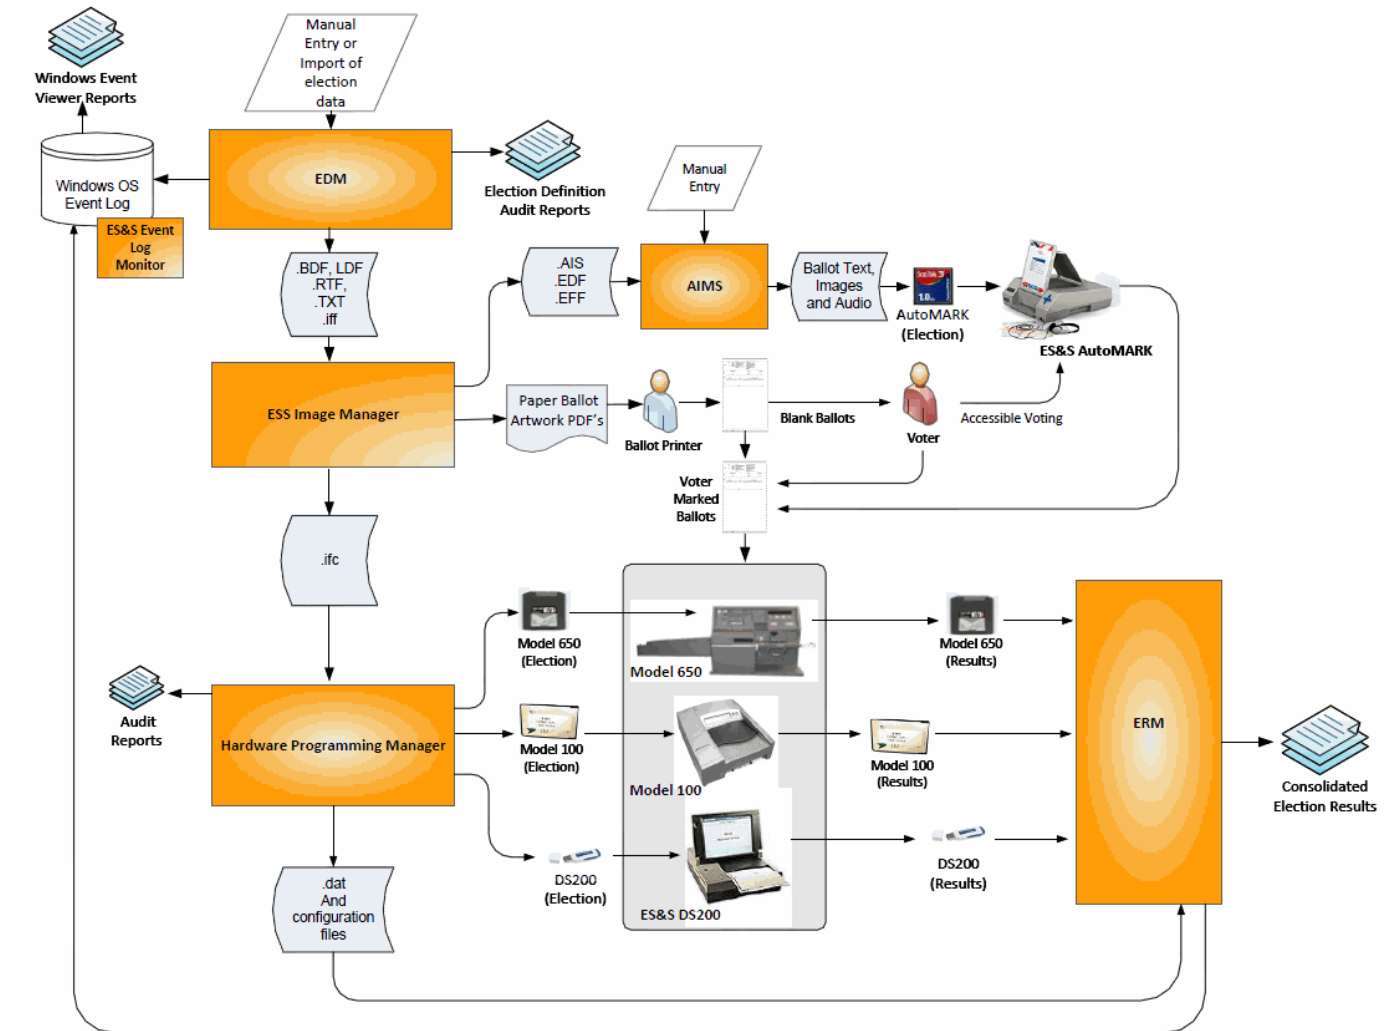 Manual
Entry or
Import of
election
data
Windows Event
Viewer Reports
EDM
Windows OS
Event Log
ES&S Event
Log
Monitor
Election Definition
Audit Reports
Manual
Entry
.BDF, LDF
.RTF,
.TXT
.iff
.AIS
.EDF
.EFF
AIMS
Ballot Text,
Images
and Audio
1.0
AutoMARK
(Election)
ES&S AutoMARK
ESS Image Manager
Paper Ballot
Artwork PDF's
Ballot Printer
Blank Ballots
Voter
Accessible Voting
Voter
Marked
Ballots
.ifc
Model 650
(Election)
Model 650
Model 650
(Results)
Audit
Reports
Hardware Programming Manager
Model 100
(Election)
Model 100
Model 100
(Results)
ERM
Consolidated
Election Results
DS200
(Election)
ES&S DS200
DS200
(Results)
.dat
And
configuration
files